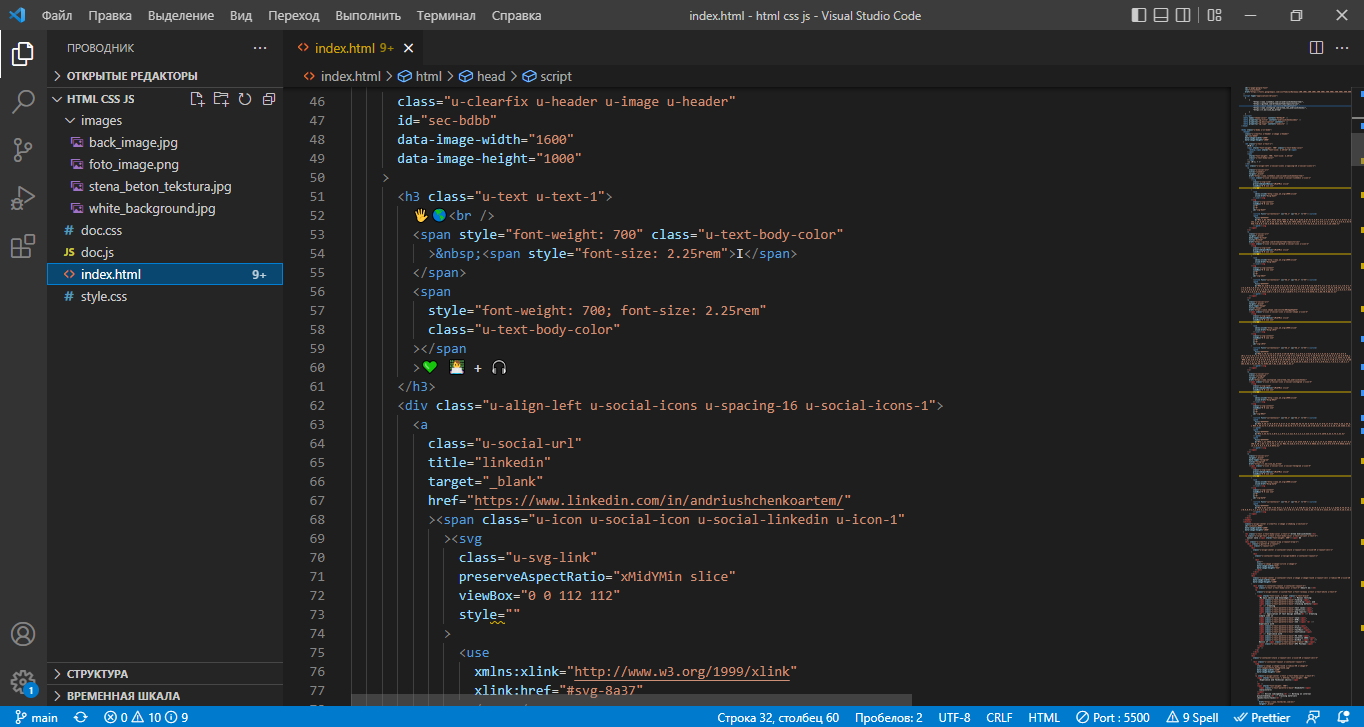 Файл Правка Выделение Вид Переход Выполнить Терминал Справка index.html - html css js - Visual Studio Code
ПРОВОДНИК
ОТКРЫТЫЕ РЕДАКТОРЫ
HTML CSS JS
images
back_image.jpg
foto_image.png
stena_beton_tekstura.jpg
white_background.jpg
# doc.css
JS doc.js
<> index.html 9+
# style.css
СТРУКТУРА
ВРЕМЕННАЯ ШКАЛА
<> index.html 9+
<> index.html > html > head > script
46 class="u-clearfix u-header u-image u-header"
47 id="sec-bdbb"
48 data-image-width="1600"
49 data-image-height="1000"
50 >
51 <h3 class="u-text u-text-1">
52 🖐🌎<br />
53 <span style="font-weight: 700" class="u-text-body-color"
54 >&nbsp;<span style="font-size: 2.25rem">I</span>
55 </span>
56 <span
57 style="font-weight: 700; font-size: 2.25rem"
58 class="u-text-body-color"
59 ></span
60 >💚 👨‍💻 + 🎧
61 </h3>
62 <div class="u-align-left u-social-icons u-spacing-16 u-social-icons-1">
63 <a
64 class="u-social-url"
65 title="linkedin"
66 target="_blank"
67 href="https://www.linkedin.com/in/andriushchenkoartem/"
68 ><span class="u-icon u-social-icon u-social-linkedin u-icon-1"
69 ><svg
70 class="u-svg-link"
71 preserveAspectRatio="xMidYMin slice"
72 viewBox="0 0 112 112"
73 style=""
74 >
75 <use
76 xmlns:xlink="http://www.w3.org/1999/xlink"
77 xlink:href="#svg-8a37"
1
main 0 10 9 Строка 32, столбец 60 Пробелов: 2 UTF-8 CRLF HTML Port : 5500 9 Spell Prettier